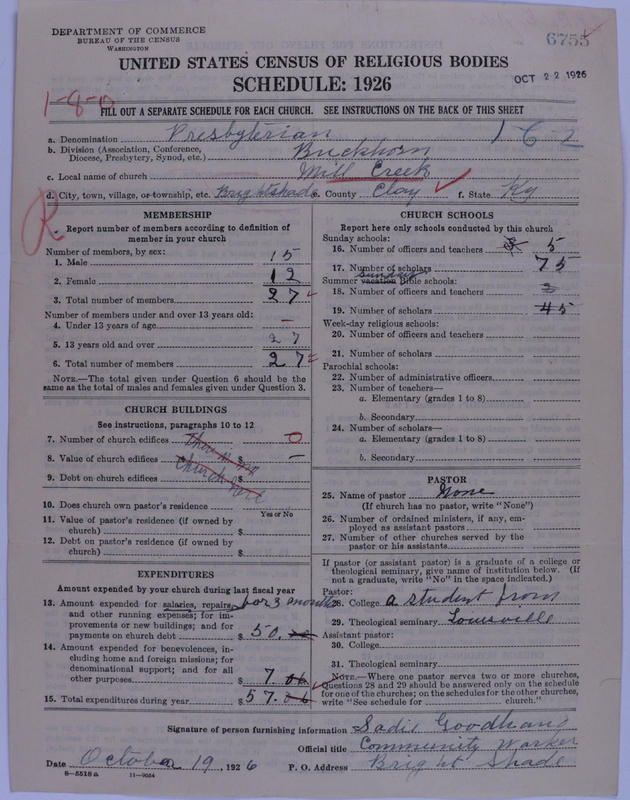 DEPARTMENT OF COMMERCE
BUREAU OF THE CENSUS
WASHINGTON
6755
UNITED STATES CENSUS OF RELIGIOUS BODIES
SCHEDULE: 1926
OCT 22 1926
1-8-0
FILL OUT A SEPARATE SCHEDULE FOR EACH CHURCH. SEE INSTRUCTIONS ON THE BACK OF THIS SHEET
a. Denomination Presbyterian 1-6-2
b. Division (Association, Conference, Diocese, Presbytery, Synod, etc.) Buckhorn
c. Local name of church Mill Creek
d. City, town, village, or township, etc. Brightshade e. County Clay f. State Ky
R
MEMBERSHIP
Report number of members according to definition of member in your church
Number of members, by sex:
1. Male 15
2. Female 12
3. Total number of members 27
Number of members under and over 13 years old:
4. Under 13 years of age —
5. 13 years old and over 27
6. Total number of members 27
NOTE.—The total given under Question 6 should be the same as the total of males and females given under Question 3.
CHURCH BUILDINGS
See instructions, paragraphs 10 to 12
7. Number of church edifices 0
8. Value of church edifices $ —
9. Debt on church edifices $
10. Does church own pastor's residence
Yes or No
11. Value of pastor's residence (if owned by church) $
12. Debt on pastor's residence (if owned by church) $
EXPENDITURES
Amount expended by your church during last fiscal year
13. Amount expended for salaries, repairs, for 3 months
and other running expenses; for improvements or new buildings; and for payments on church debt $ 50.
14. Amount expended for benevolences, including home and foreign missions; for denominational support; and for all other purposes $ 7.00
15. Total expenditures during year $ 57.00
CHURCH SCHOOLS
Report here only schools conducted by this church
Sunday schools:
16. Number of officers and teachers 5
17. Number of scholars 75
Summer vacation Sunday Bible schools:
18. Number of officers and teachers 3
19. Number of scholars 45
Week-day religious schools:
20. Number of officers and teachers
21. Number of scholars
Parochial schools:
22. Number of administrative officers
23. Number of teachers—
a. Elementary (grades 1 to 8)
b. Secondary
24. Number of scholars—
a. Elementary (grades 1 to 8)
b. Secondary
PASTOR
25. Name of pastor None
(If church has no pastor, write "None")
26. Number of ordained ministers, if any, employed as assistant pastors
27. Number of other churches served by the pastor or his assistants
If pastor (or assistant pastor) is a graduate of a college or theological seminary, give name of institution below. (If not a graduate, write "No" in the space indicated.)
Pastor:
28. College a student from
29. Theological seminary Louisville
Assistant pastor:
30. College
31. Theological seminary
NOTE.—Where one pastor serves two or more churches, Questions 28 and 29 should be answered only on the schedule for one of the churches; on the schedules for the other churches, write "See schedule for church."
Signature of person furnishing information Sadie Goodhang
Official title Community Worker
Date October 19, 1926 P. O. Address Bright Shade
8-5518a 11-9054